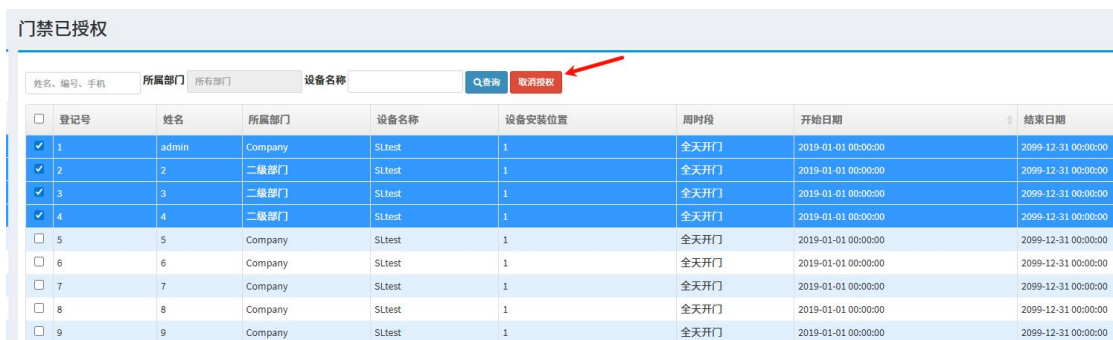 门禁已授权
姓名、编号、手机 所属部门 所有部门 设备名称 查询 取消授权
登记号 姓名 所属部门 设备名称 设备安装位置 周时段 开始日期 结束日期
1 admin Company SLtest 1 全天开门 2019-01-01 00:00:00 2099-12-31 00:00:00
2 2 二级部门 SLtest 1 全天开门 2019-01-01 00:00:00 2099-12-31 00:00:00
3 3 二级部门 SLtest 1 全天开门 2019-01-01 00:00:00 2099-12-31 00:00:00
4 4 二级部门 SLtest 1 全天开门 2019-01-01 00:00:00 2099-12-31 00:00:00
5 5 Company SLtest 1 全天开门 2019-01-01 00:00:00 2099-12-31 00:00:00
6 6 Company SLtest 1 全天开门 2019-01-01 00:00:00 2099-12-31 00:00:00
7 7 Company SLtest 1 全天开门 2019-01-01 00:00:00 2099-12-31 00:00:00
8 8 Company SLtest 1 全天开门 2019-01-01 00:00:00 2099-12-31 00:00:00
9 9 Company SLtest 1 全天开门 2019-01-01 00:00:00 2099-12-31 00:00:00